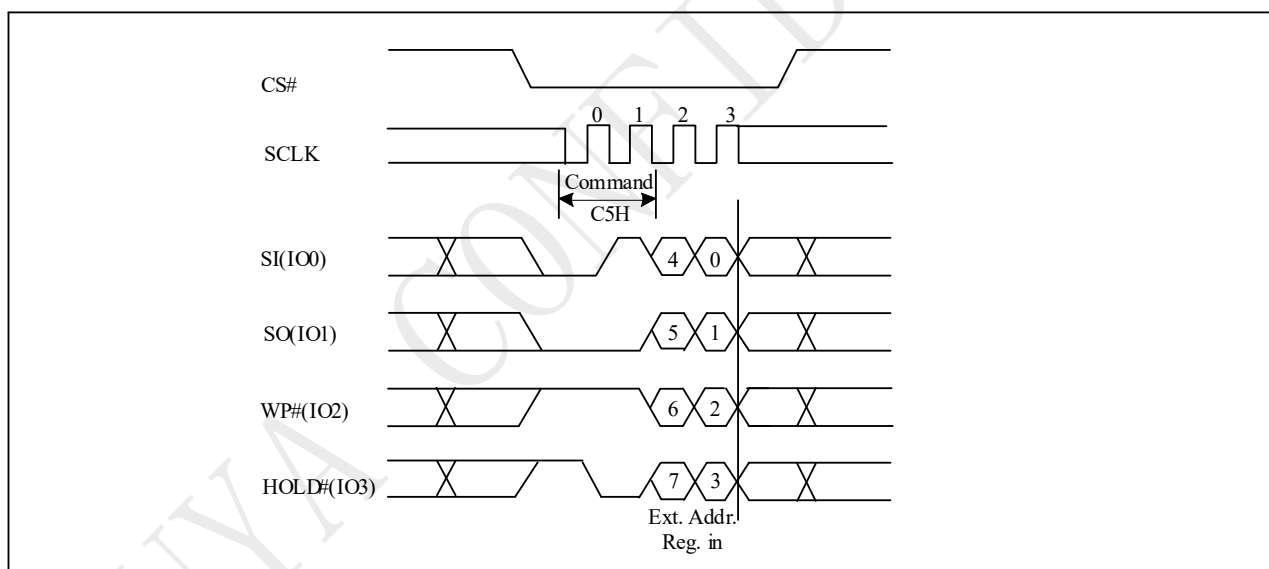 CS#
0 1 2 3
SCLK
Command
C5H
SI(IO0) 4 0
SO(IO1) 5 1
WP#(IO2) 6 2
HOLD#(IO3) 7 3
Ext. Addr.
Reg. in